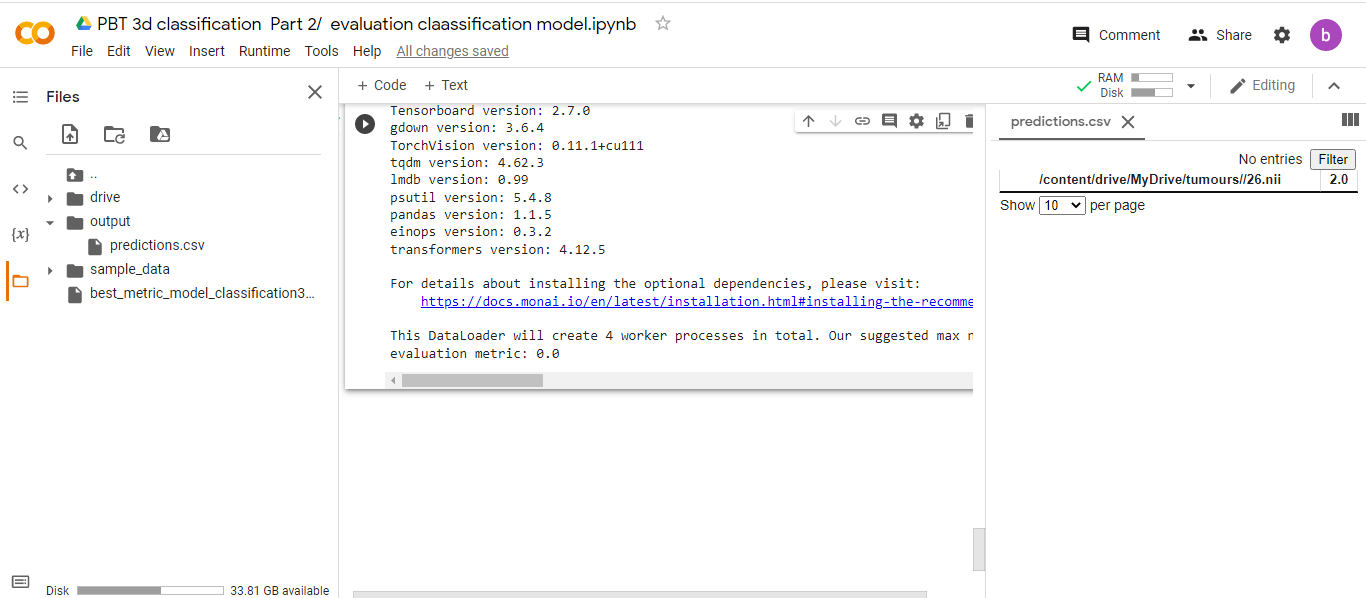 PBT 3d classification Part 2/ evaluation claassification model.ipynb
File Edit View Insert Runtime Tools Help All changes saved
Comment Share b
Files
+ Code + Text
RAM
Disk
Editing
..
drive
output
predictions.csv
sample_data
best_metric_model_classification3...
Disk 33.81 GB available
Tensorboard version: 2.7.0
gdown version: 3.6.4
TorchVision version: 0.11.1+cu111
tqdm version: 4.62.3
lmdb version: 0.99
psutil version: 5.4.8
pandas version: 1.1.5
einops version: 0.3.2
transformers version: 4.12.5
For details about installing the optional dependencies, please visit:
https://docs.monai.io/en/latest/installation.html#installing-the-recomme
This DataLoader will create 4 worker processes in total. Our suggested max n
evaluation metric: 0.0
predictions.csv
No entries Filter
/content/drive/MyDrive/tumours//26.nii 2.0
Show 10 per page